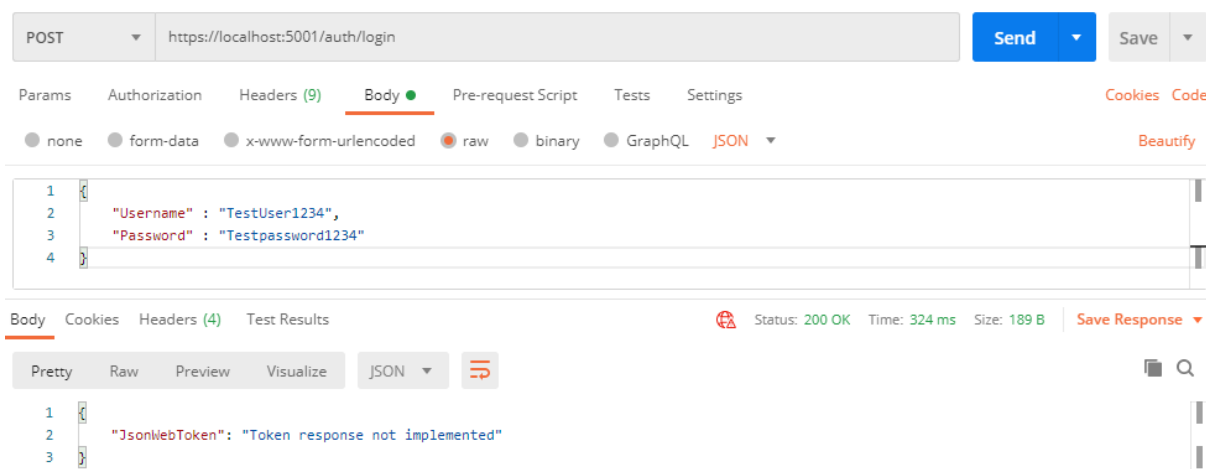 POST https://localhost:5001/auth/login Send Save
Params Authorization Headers (9) Body Pre-request Script Tests Settings Cookies Code
none form-data x-www-form-urlencoded raw binary GraphQL JSON Beautify
1 {
2 "Username" : "TestUser1234",
3 "Password" : "Testpassword1234"
4 }
Body Cookies Headers (4) Test Results Status: 200 OK Time: 324 ms Size: 189 B Save Response
Pretty Raw Preview Visualize JSON
1 {
2 "JsonWebToken": "Token response not implemented"
3 }